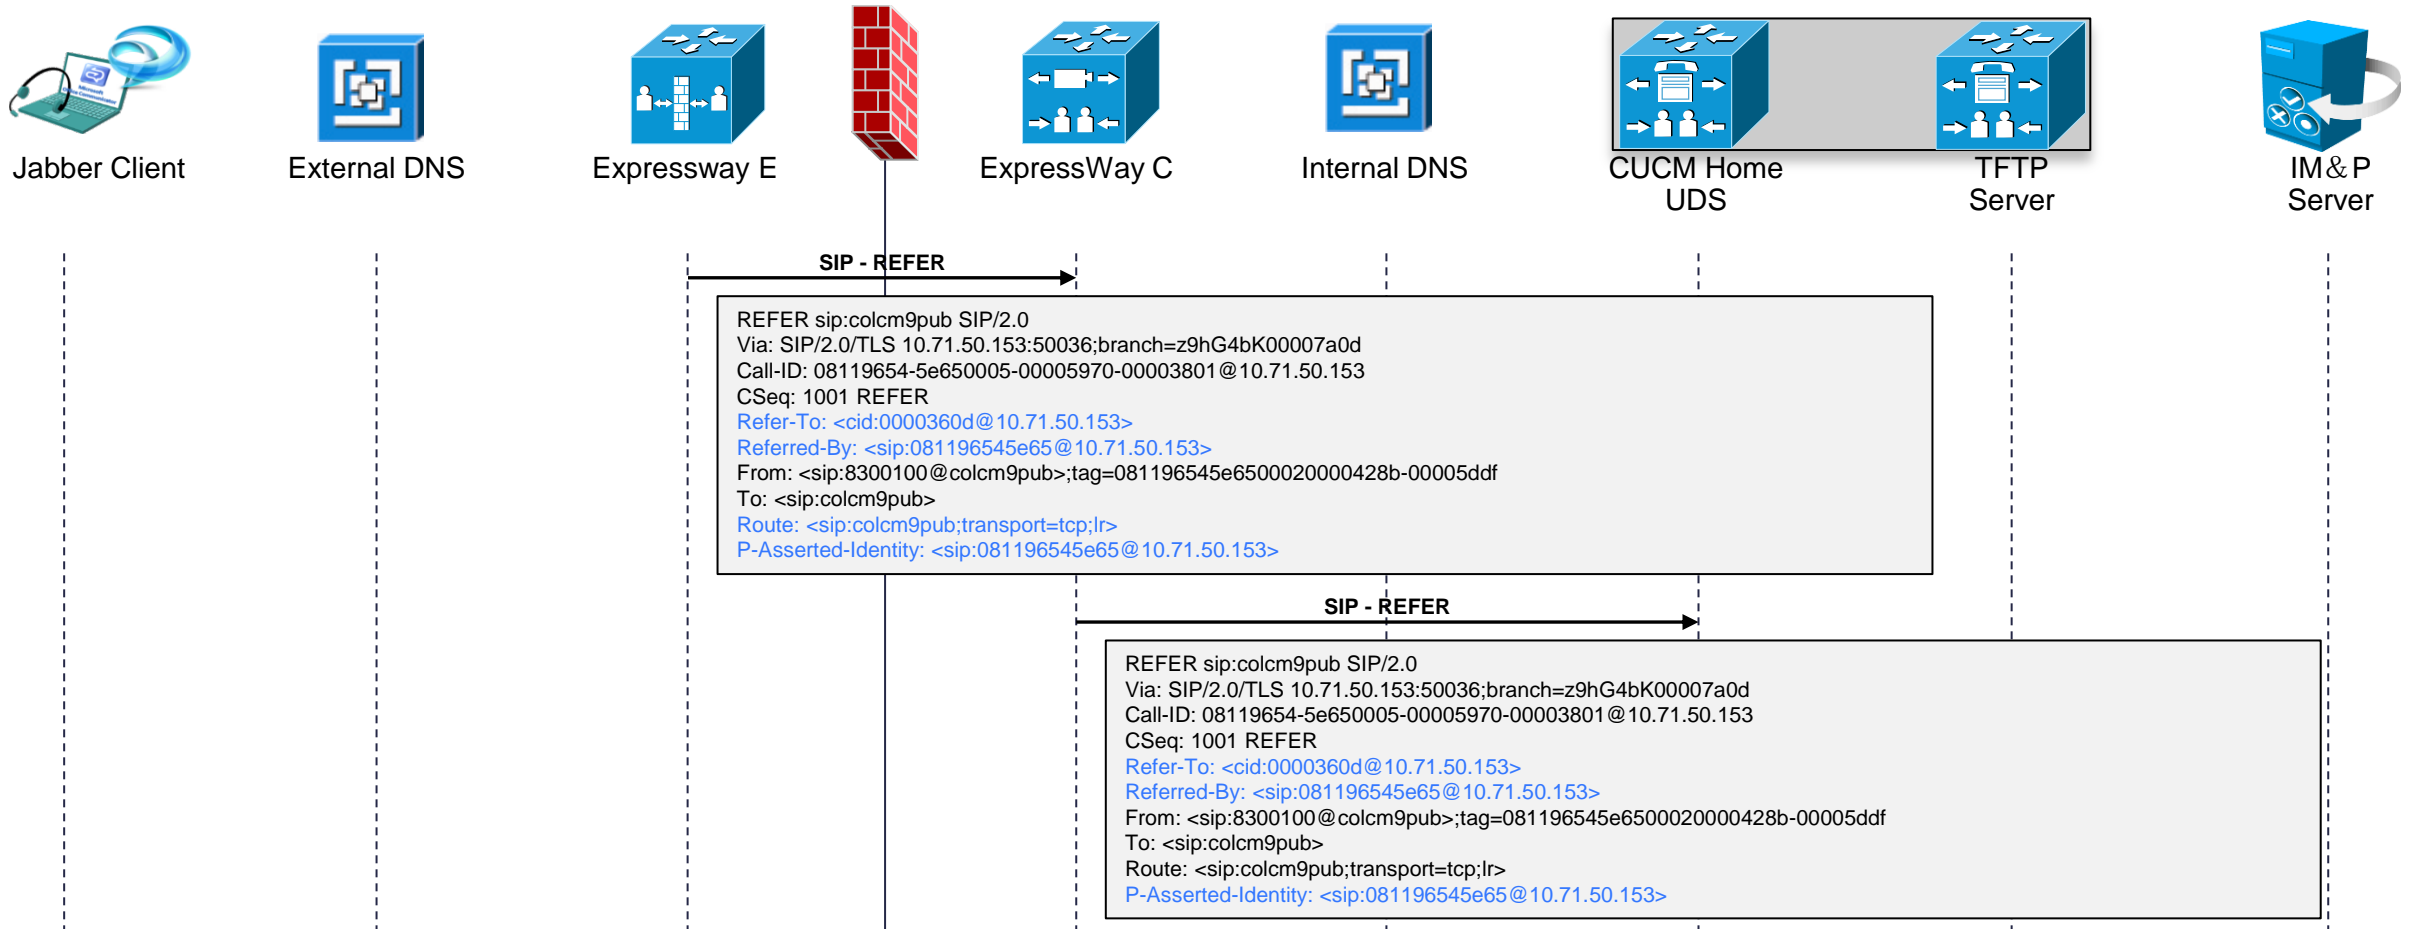 Jabber Client
External DNS
Expressway E
ExpressWay C
Internal DNS
CUCM Home
UDS
TFTP
Server
IM&P
Server
SIP - REFER
REFER sip:colcm9pub SIP/2.0
Via: SIP/2.0/TLS 10.71.50.153:50036;branch=z9hG4bK00007a0d
Call-ID: 08119654-5e650005-00005970-00003801@10.71.50.153
CSeq: 1001 REFER
Refer-To: <cid:0000360d@10.71.50.153>
Referred-By: <sip:081196545e65@10.71.50.153>
From: <sip:8300100@colcm9pub>;tag=081196545e6500020000428b-00005ddf
To: <sip:colcm9pub>
Route: <sip:colcm9pub;transport=tcp;lr>
P-Asserted-Identity: <sip:081196545e65@10.71.50.153>
SIP - REFER
REFER sip:colcm9pub SIP/2.0
Via: SIP/2.0/TLS 10.71.50.153:50036;branch=z9hG4bK00007a0d
Call-ID: 08119654-5e650005-00005970-00003801@10.71.50.153
CSeq: 1001 REFER
Refer-To: <cid:0000360d@10.71.50.153>
Referred-By: <sip:081196545e65@10.71.50.153>
From: <sip:8300100@colcm9pub>;tag=081196545e6500020000428b-00005ddf
To: <sip:colcm9pub>
Route: <sip:colcm9pub;transport=tcp;lr>
P-Asserted-Identity: <sip:081196545e65@10.71.50.153>